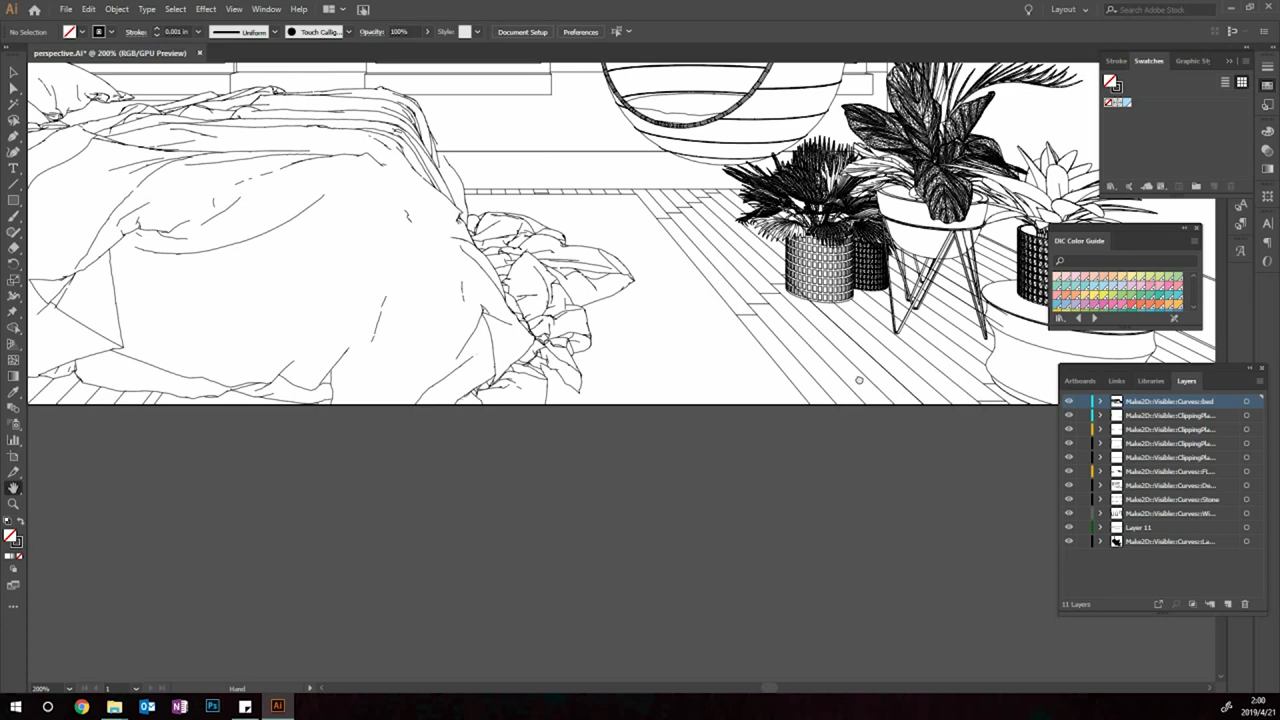 Ai File Edit Object Type Select Effect View Window Help Layout Search Adobe Stock
No Selection Stroke: 0.001 in Uniform Touch Callig... Opacity: 100% Style: Document Setup Preferences
perspective.AI* @ 200% (RGB/GPU Preview) ×
Stroke Swatches Graphic St
DIC Color Guide
Artboards Links Libraries Layers
Make2D::Visible::Curves::bed
Make2D::Visible::ClippingPla...
Make2D::Visible::ClippingPla...
Make2D::Visible::ClippingPla...
Make2D::Visible::ClippingPla...
Make2D::Visible::Curves::FL...
Make2D::Visible::Curves::De...
Make2D::Visible::Curves::Stone
Make2D::Visible::Curves::Wi...
Layer 11
Make2D::Visible::Curves::La...
11 Layers
200% 1 Hand
Ps Ai
2:00
2019/4/21